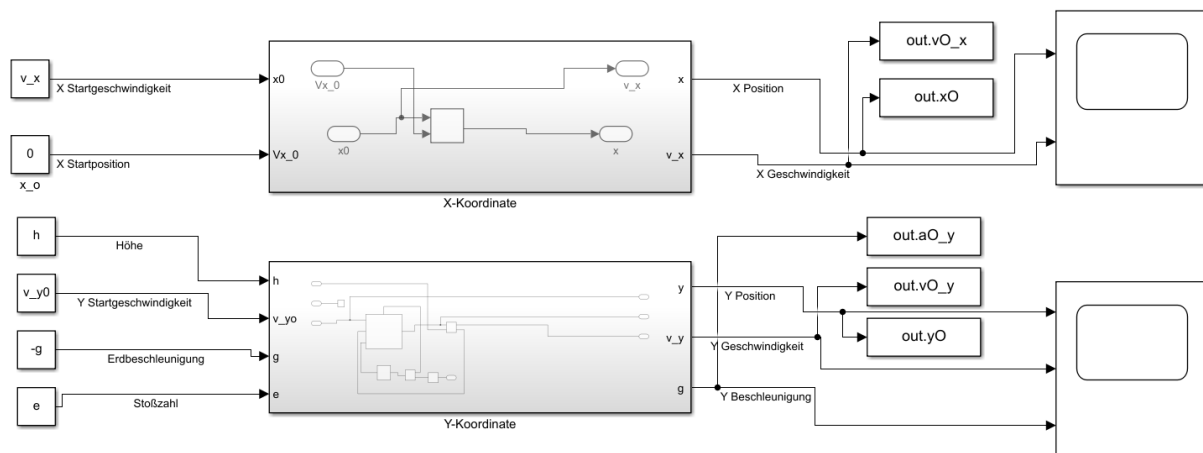 v_x
X Startgeschwindigkeit
0
X Startposition
x_o
x0
Vx_0
Vx_0
x0
v_x
x
x
v_x
X-Koordinate
X Position
X Geschwindigkeit
out.vO_x
out.xO
h
Höhe
v_y0
Y Startgeschwindigkeit
-g
Erdbeschleunigung
e
Stoßzahl
h
v_yo
g
e
y
v_y
g
Y-Koordinate
Y Position
Y Geschwindigkeit
Y Beschleunigung
out.aO_y
out.vO_y
out.yO